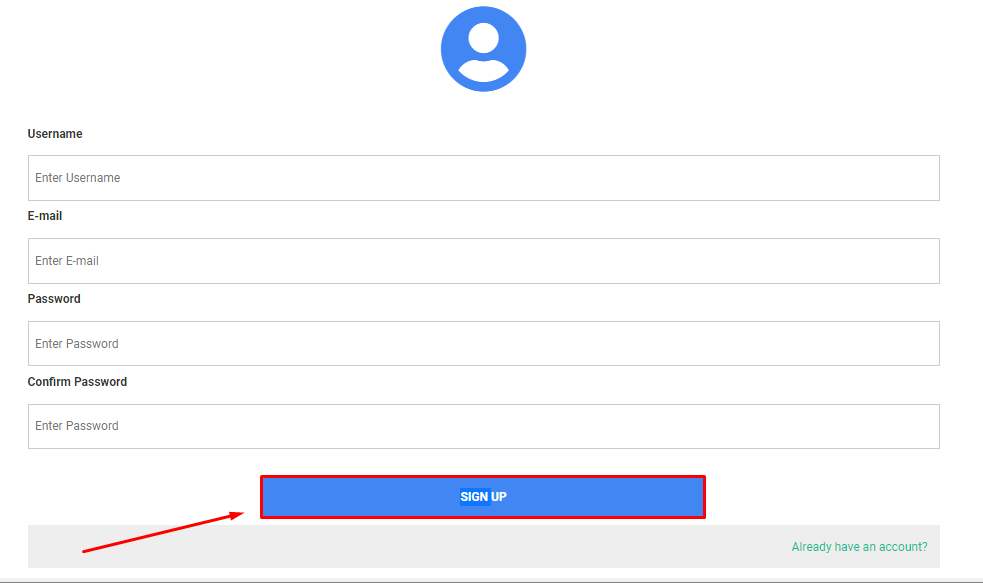 Username
Enter Username
E-mail
Enter E-mail
Password
Enter Password
Confirm Password
Enter Password
SIGN UP
Already have an account?